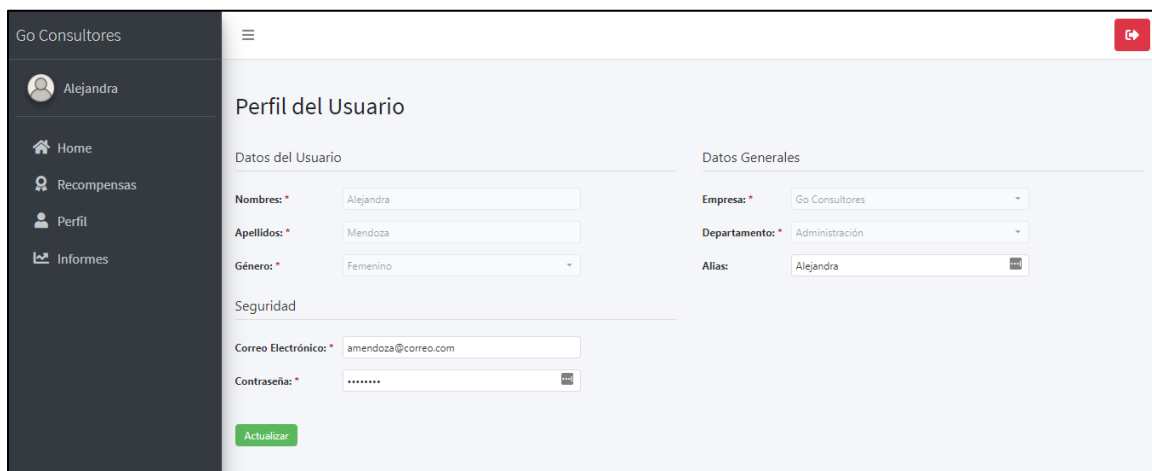 Go Consultores
Alejandra
Home
Recompensas
Perfil
Informes
Perfil del Usuario
Datos del Usuario
Nombres: * Alejandra
Apellidos: * Mendoza
Género: * Femenino
Seguridad
Correo Electrónico: * amendoza@correo.com
Contraseña: * ••••••••
Actualizar
Datos Generales
Empresa: * Go Consultores
Departamento: * Administración
Alias: Alejandra